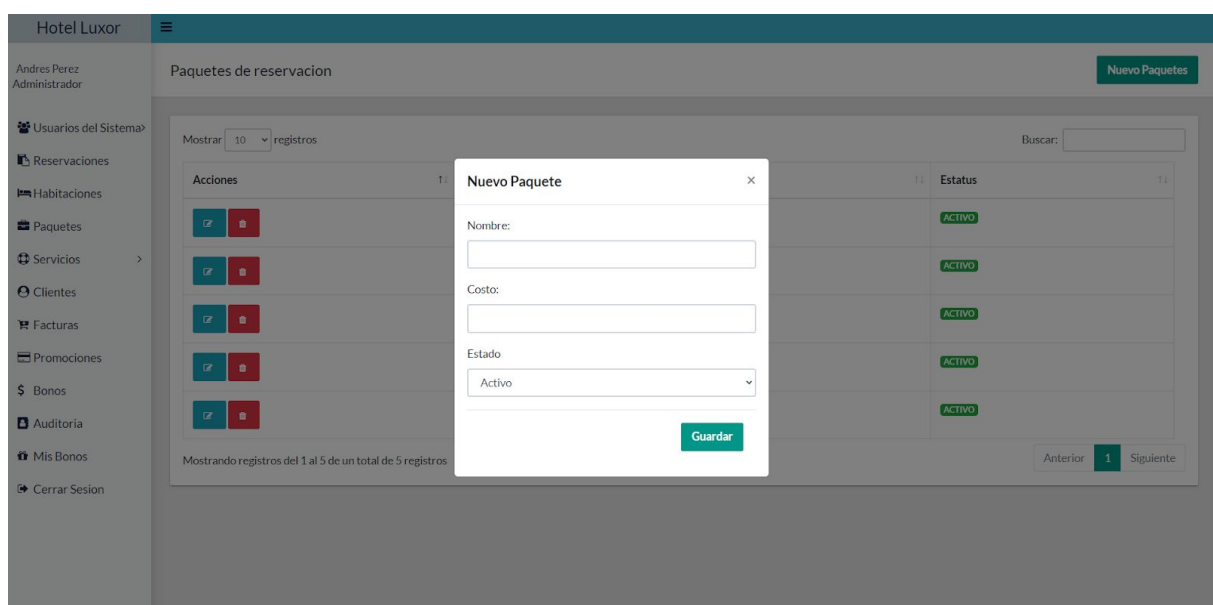 Hotel Luxor
Andres Perez
Administrador
Usuarios del Sistema
Reservaciones
Habitaciones
Paquetes
Servicios
Clientes
Facturas
Promociones
$ Bonos
Auditoria
Mis Bonos
Cerrar Sesion
Paquetes de reservacion
Nuevo Paquetes
Mostrar 10 registros
Buscar:
Acciones
Estatus
ACTIVO
ACTIVO
ACTIVO
ACTIVO
ACTIVO
Mostrando registros del 1 al 5 de un total de 5 registros
Anterior 1 Siguiente
Nuevo Paquete ×
Nombre:
Costo:
Estado
Activo
Guardar